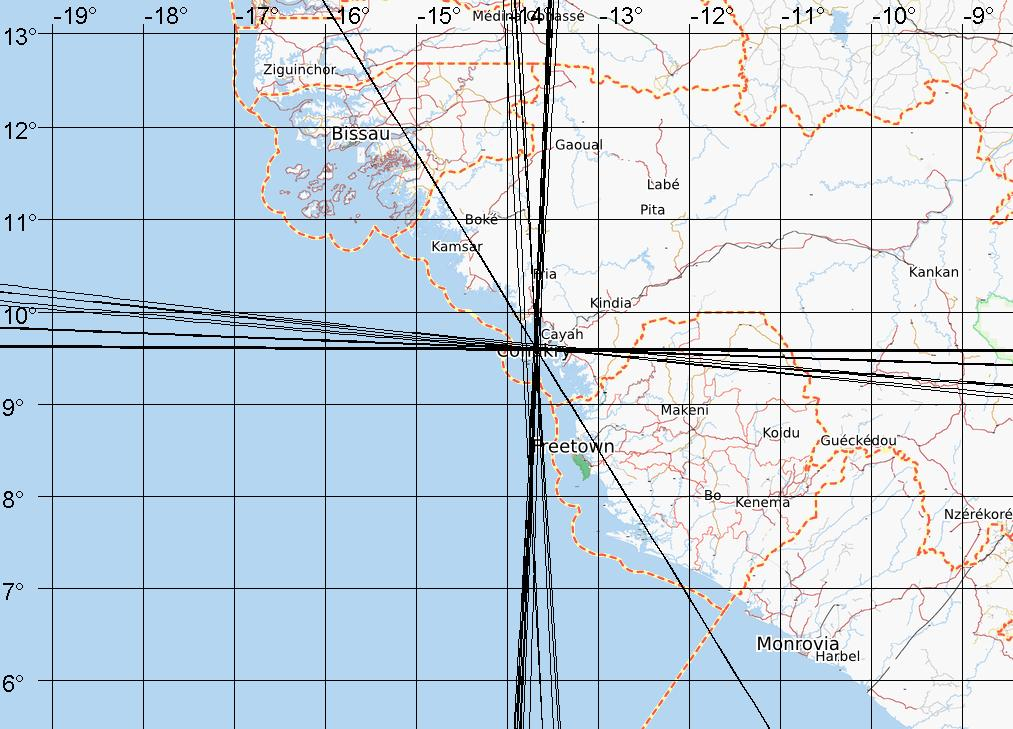 -19° -18° -17° -16° -15° -14° -13° -12° -11° -10° -9°
13°
Ziguinchor
12°
Bissau
Gaoual
Labé
Pita
11°
Boké
Kamsar
Kankan
Kindia
10°
Cayah
9°
Makeni
Koidu
Guéckédou
Freetown
8°
Bo
Kenema
Nzérékoré
7°
Monrovia
Harbel
6°